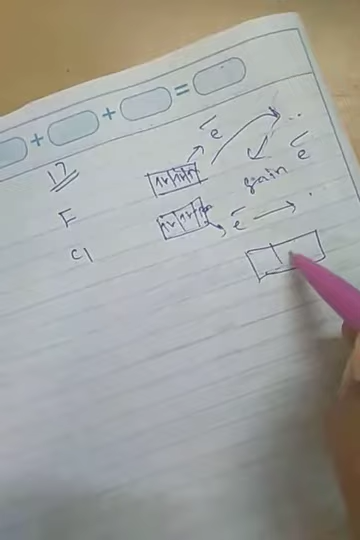 + + =
17
e̅
F
gain e̅
Cl
e̅